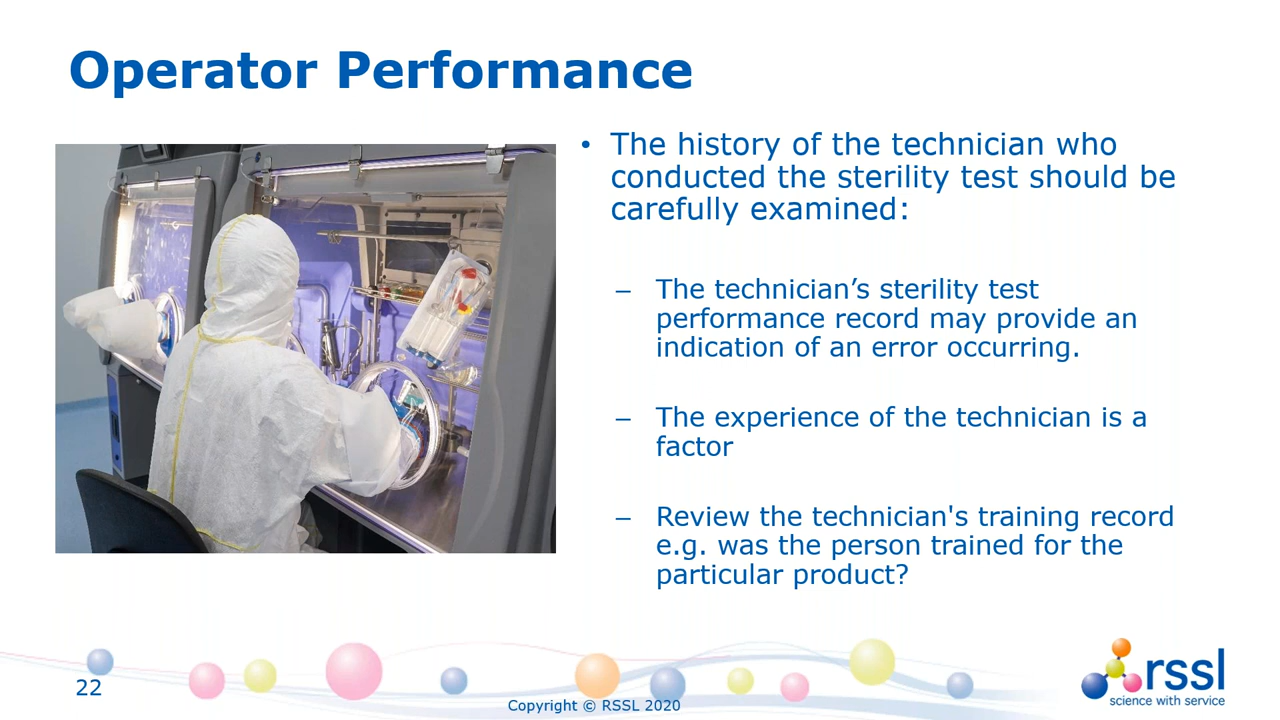 Operator Performance
• The history of the technician who
conducted the sterility test should be
carefully examined:
– The technician’s sterility test
performance record may provide an
indication of an error occurring.
– The experience of the technician is a
factor
– Review the technician's training record
e.g. was the person trained for the
particular product?
22
Copyright © RSSL 2020
rssl
science with service